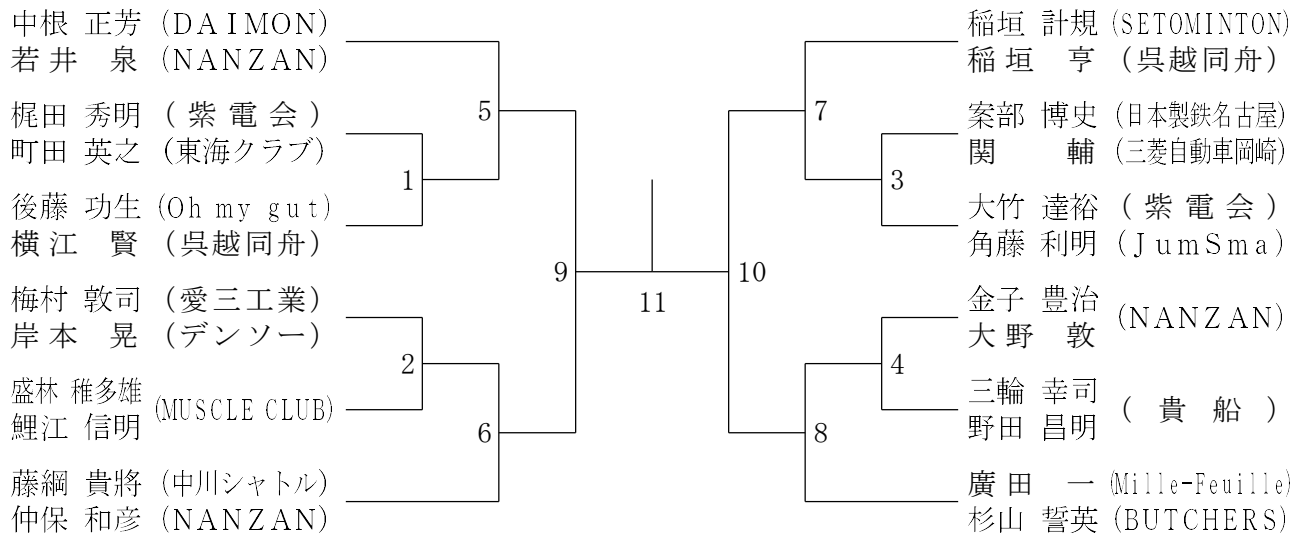 中根 正芳 (DAIMON)
若井 泉 (NANZAN)
梶田 秀明 (紫電会)
町田 英之 (東海クラブ)
後藤 功生 (Oh my gut)
横江 賢 (呉越同舟)
梅村 敦司 (愛三工業)
岸本 晃 (デンソー)
盛林 稚多雄
鯉江 信明
(MUSCLE CLUB)
藤綱 貴將 (中川シャトル)
仲保 和彦 (NANZAN)
5
1
9
2
6
11
7
3
10
4
8
稲垣 計規 (SETOMINTON)
稲垣 亨 (呉越同舟)
案部 博史 (日本製鉄名古屋)
関 輔 (三菱自動車岡崎)
大竹 達裕 (紫電会)
角藤 利明 (JumSma)
金子 豊治
大野 敦
(NANZAN)
三輪 幸司
野田 昌明
(貴船)
廣田 一 (Mille-Feuille)
杉山 誓英 (BUTCHERS)